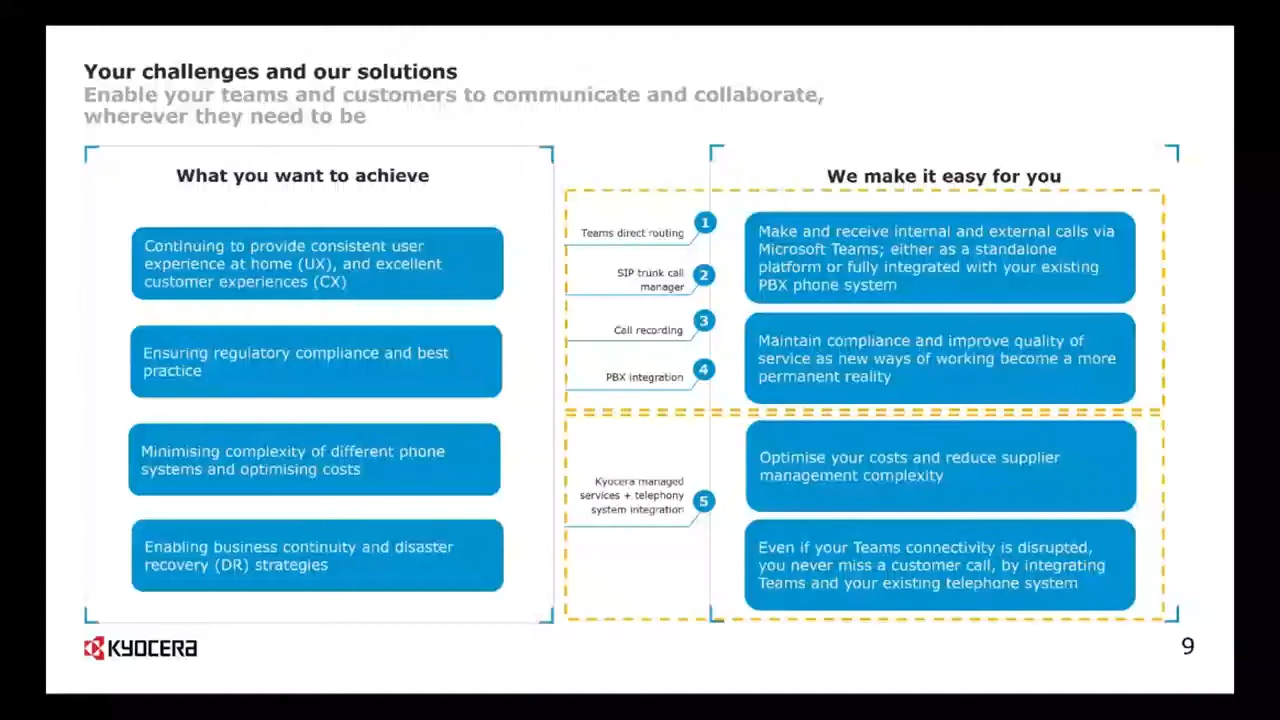 Your challenges and our solutions
Enable your teams and customers to communicate and collaborate,
wherever they need to be
What you want to achieve
Continuing to provide consistent user
experience at home (UX), and excellent
customer experiences (CX)
Ensuring regulatory compliance and best
practice
Minimising complexity of different phone
systems and optimising costs
Enabling business continuity and disaster
recovery (DR) strategies
Teams direct routing
1
SIP trunk call
manager
2
Call recording
3
PBX integration
4
Kyocera managed
services + telephony
system integration
5
We make it easy for you
Make and receive internal and external calls via
Microsoft Teams; either as a standalone
platform or fully integrated with your existing
PBX phone system
Maintain compliance and improve quality of
service as new ways of working become a more
permanent reality
Optimise your costs and reduce supplier
management complexity
Even if your Teams connectivity is disrupted,
you never miss a customer call, by integrating
Teams and your existing telephone system
KYOCERA
9